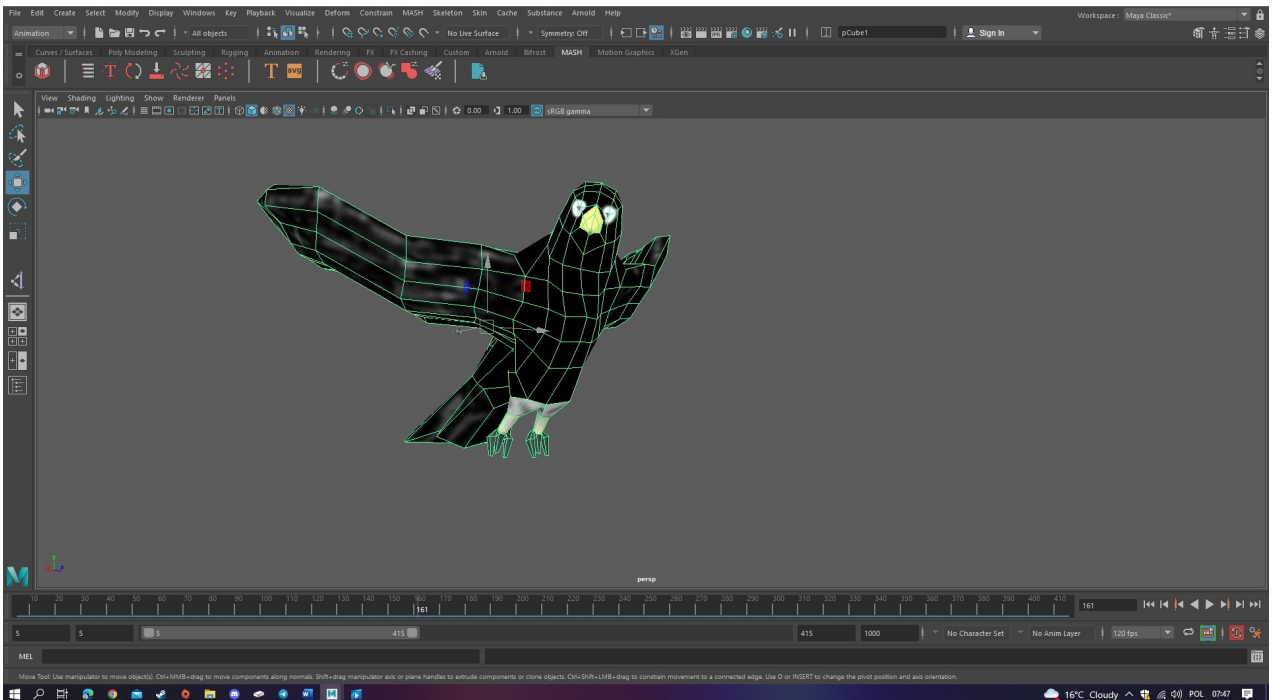 File Edit Create Select Modify Display Windows Key Playback Visualize Deform Constrain MASH Skeleton Skin Cache Substance Arnold Help Workspace : Maya Classic*
Animation All objects No Live Surface Symmetry: Off pCube1 Sign In
Curves / Surfaces Poly Modeling Sculpting Rigging Animation Rendering FX FX Caching Custom Arnold Bifrost MASH Motion Graphics XGen
T T svg
View Shading Lighting Show Renderer Panels
0.00 1.00 sRGB gamma
persp
10 20 30 40 50 60 70 80 90 100 110 120 130 140 150 160 170 180 190 200 210 220 230 240 250 260 270 280 290 300 310 320 330 340 350 360 370 380 390 400 410
161 161
5 5 5 415 415 1000 No Character Set No Anim Layer 120 fps
MEL
Move Tool: Use manipulator to move object(s). Ctrl+MMB+drag to move components along normals. Shift+drag manipulator axis or plane handles to extrude components or clone objects. Ctrl+Shift+LMB+drag to constrain movement to a connected edge. Use D or INSERT to change the pivot position and axis orientation.
16°C Cloudy POL 07:47